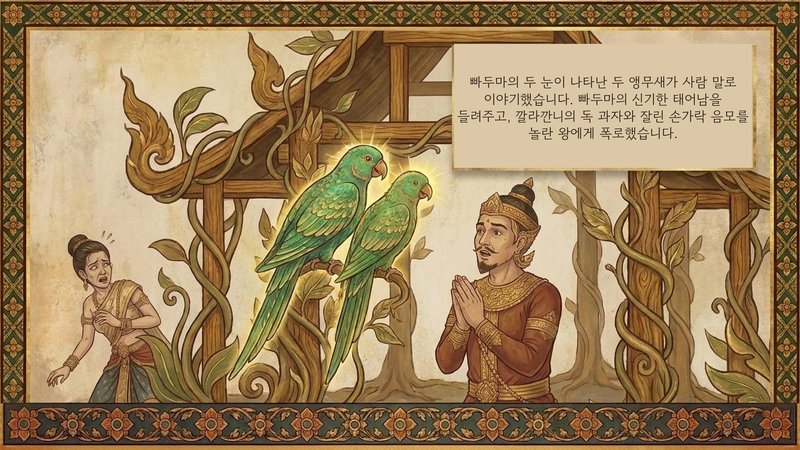 빠두마의 두 눈이 나타난 두 앵무새가 사람 말로
이야기했습니다. 빠두마의 신기한 태어남을
들려주고, 깔라깐니의 독 과자와 잘린 손가락 음모를
놀란 왕에게 폭로했습니다.